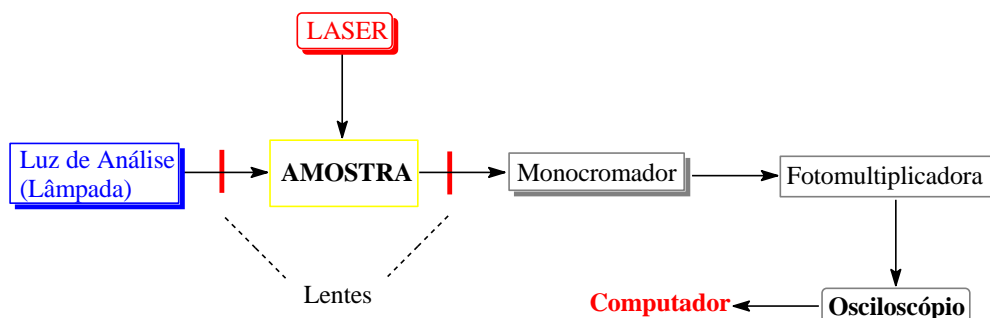 LASER
Luz de Análise
(Lâmpada)
AMOSTRA
Monocromador
Fotomultiplicadora
Lentes
Computador
Osciloscópio